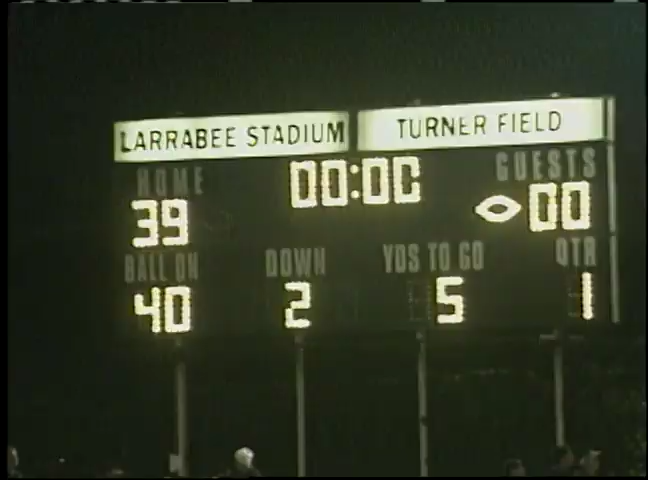 LARRABEE STADIUM TURNER FIELD
HOME 00:00 GUESTS
39 00
BALL ON DOWN YDS TO GO QTR
40 2 5 1